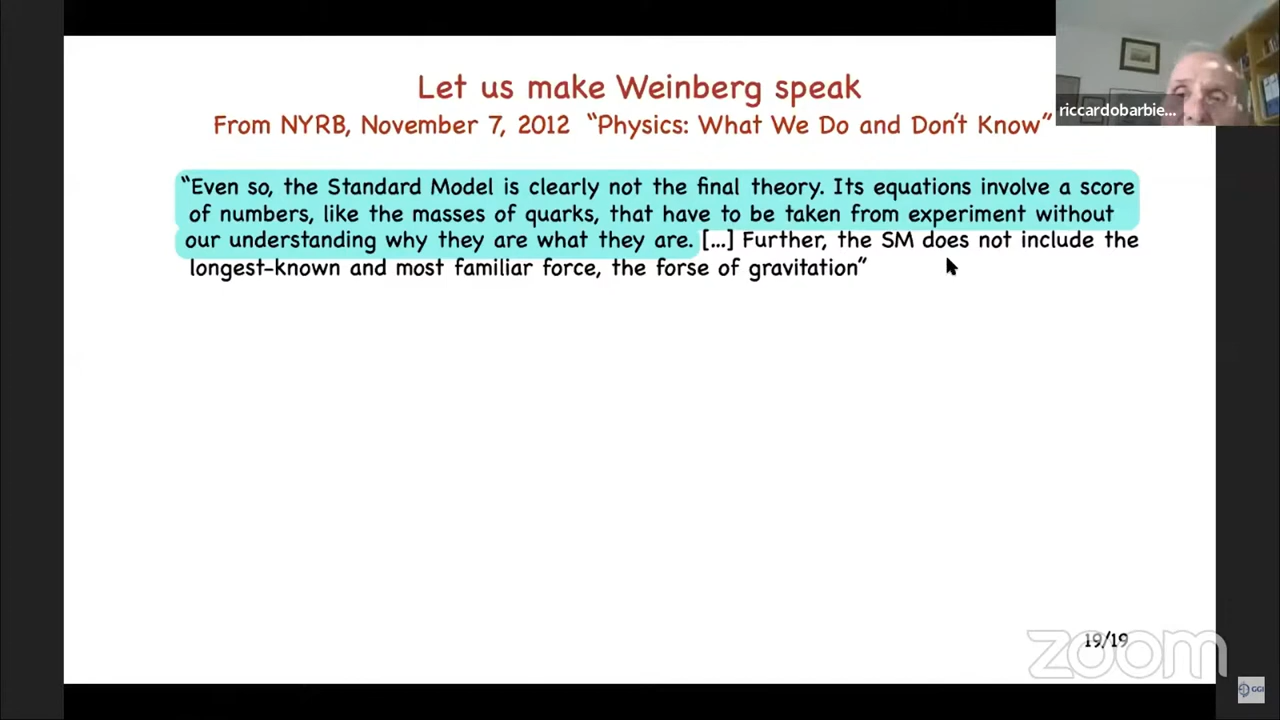 Let us make Weinberg speak
From NYRB, November 7, 2012 “Physics: What We Do and Don’t Know”
riccardobarbie...
“Even so, the Standard Model is clearly not the final theory. Its equations involve a score
of numbers, like the masses of quarks, that have to be taken from experiment without
our understanding why they are what they are. [...] Further, the SM does not include the
longest-known and most familiar force, the forse of gravitation”
19/19
zoom
GGI